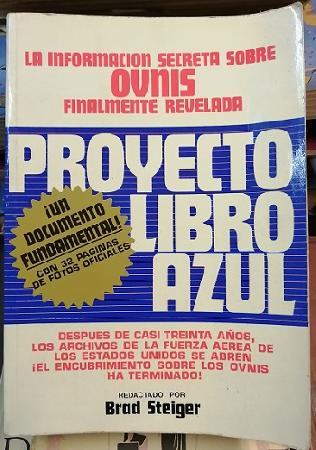 LA INFORMACION SECRETA SOBRE
OVNIS
FINALMENTE REVELADA
PROYECTO
LIBRO
AZUL
¡UN
DOCUMENTO
FUNDAMENTAL!
CON 32 PAGINAS
DE FOTOS OFICIALES
DESPUES DE CASI TREINTA AÑOS,
LOS ARCHIVOS DE LA FUERZA AEREA DE
LOS ESTADOS UNIDOS SE ABREN
¡EL ENCUBRIMIENTO SOBRE LOS OVNIS
HA TERMINADO!
REDACTADO POR
Brad Steiger